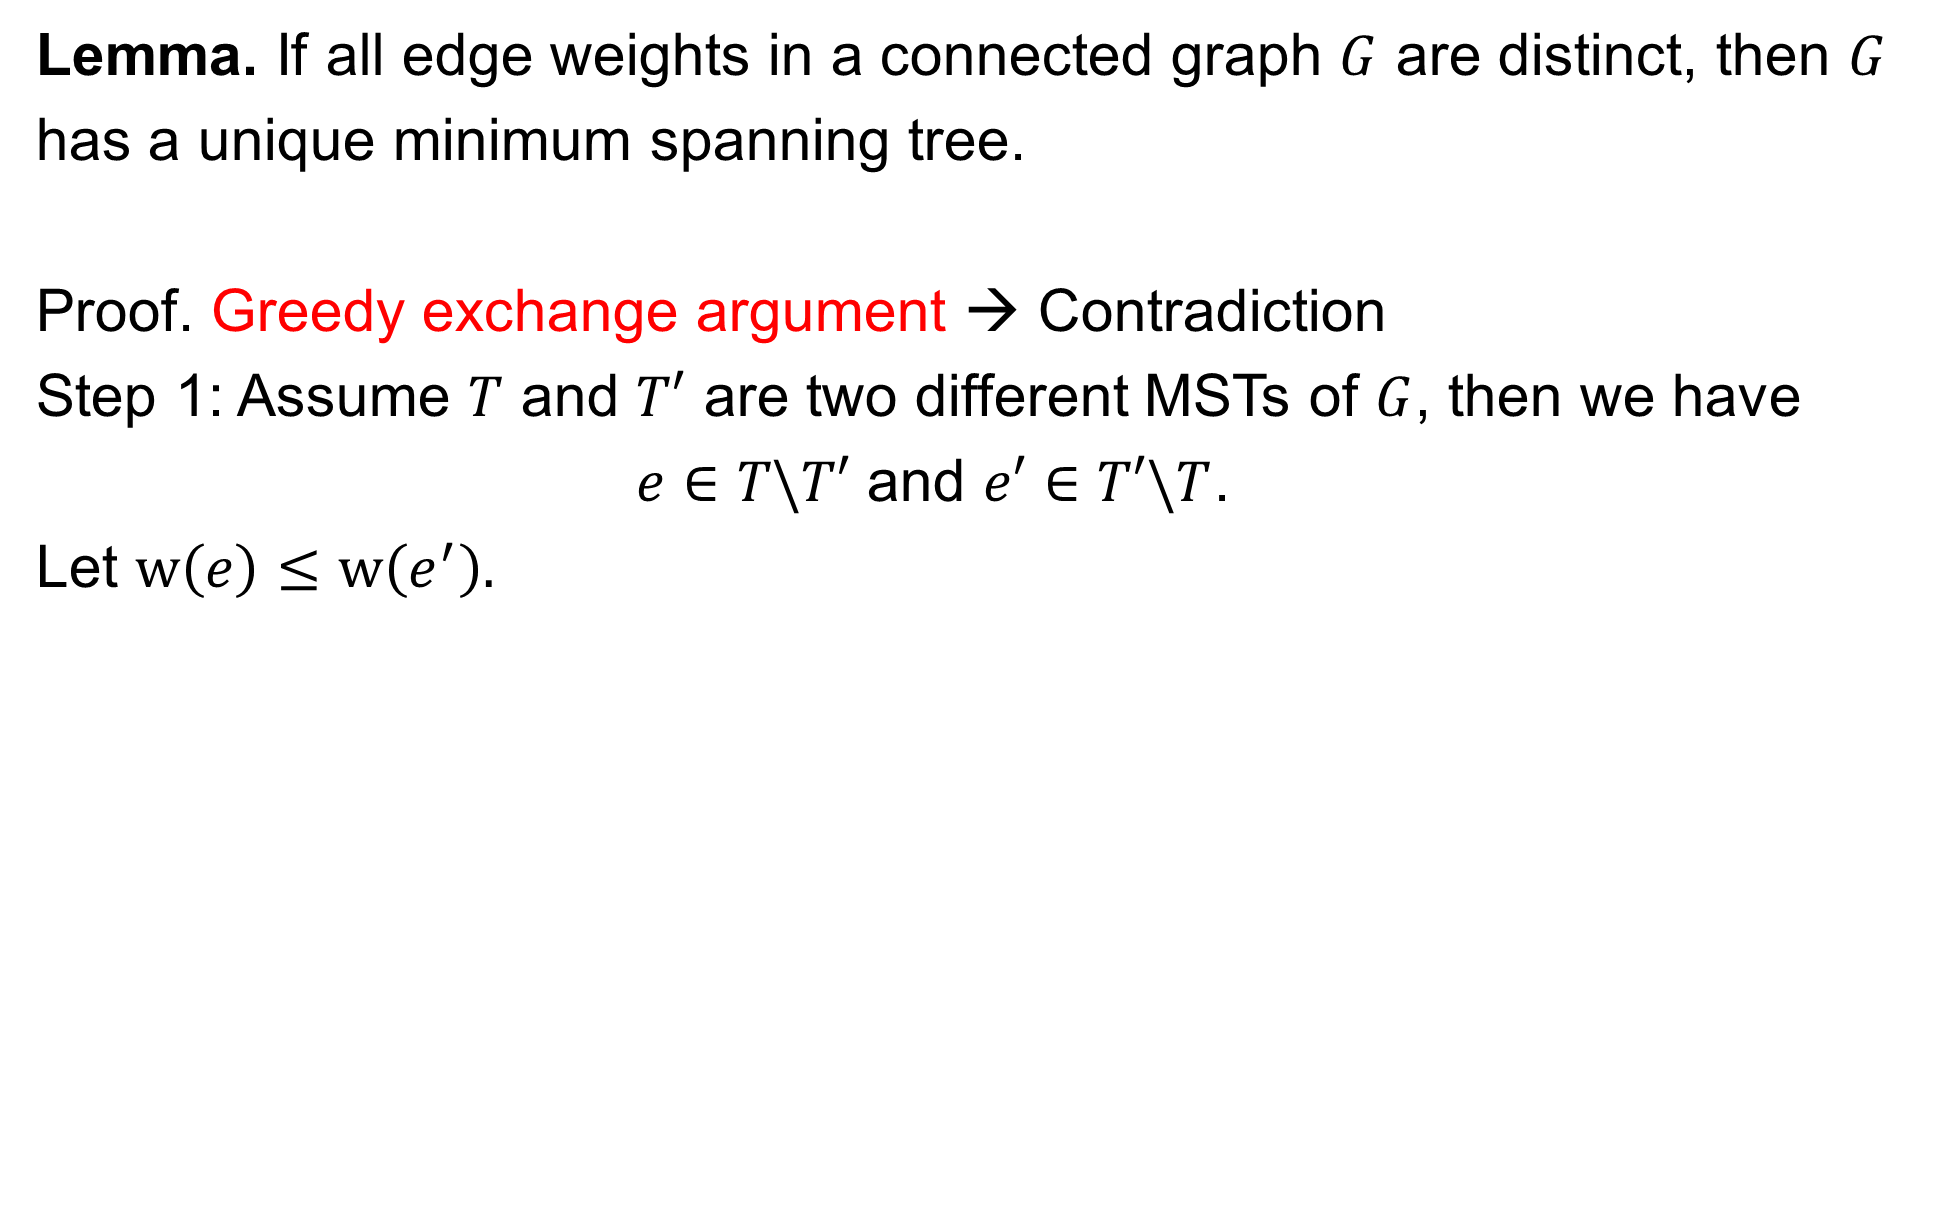 Lemma. If all edge weights in a connected graph 𝐺 are distinct, then 𝐺
has a unique minimum spanning tree.
Proof. Greedy exchange argument → Contradiction
Step 1: Assume 𝑇 and 𝑇′ are two different MSTs of 𝐺, then we have
𝑒 ∈ 𝑇\𝑇′ and 𝑒′ ∈ 𝑇′\𝑇.
Let w(𝑒) ≤ w(𝑒′).